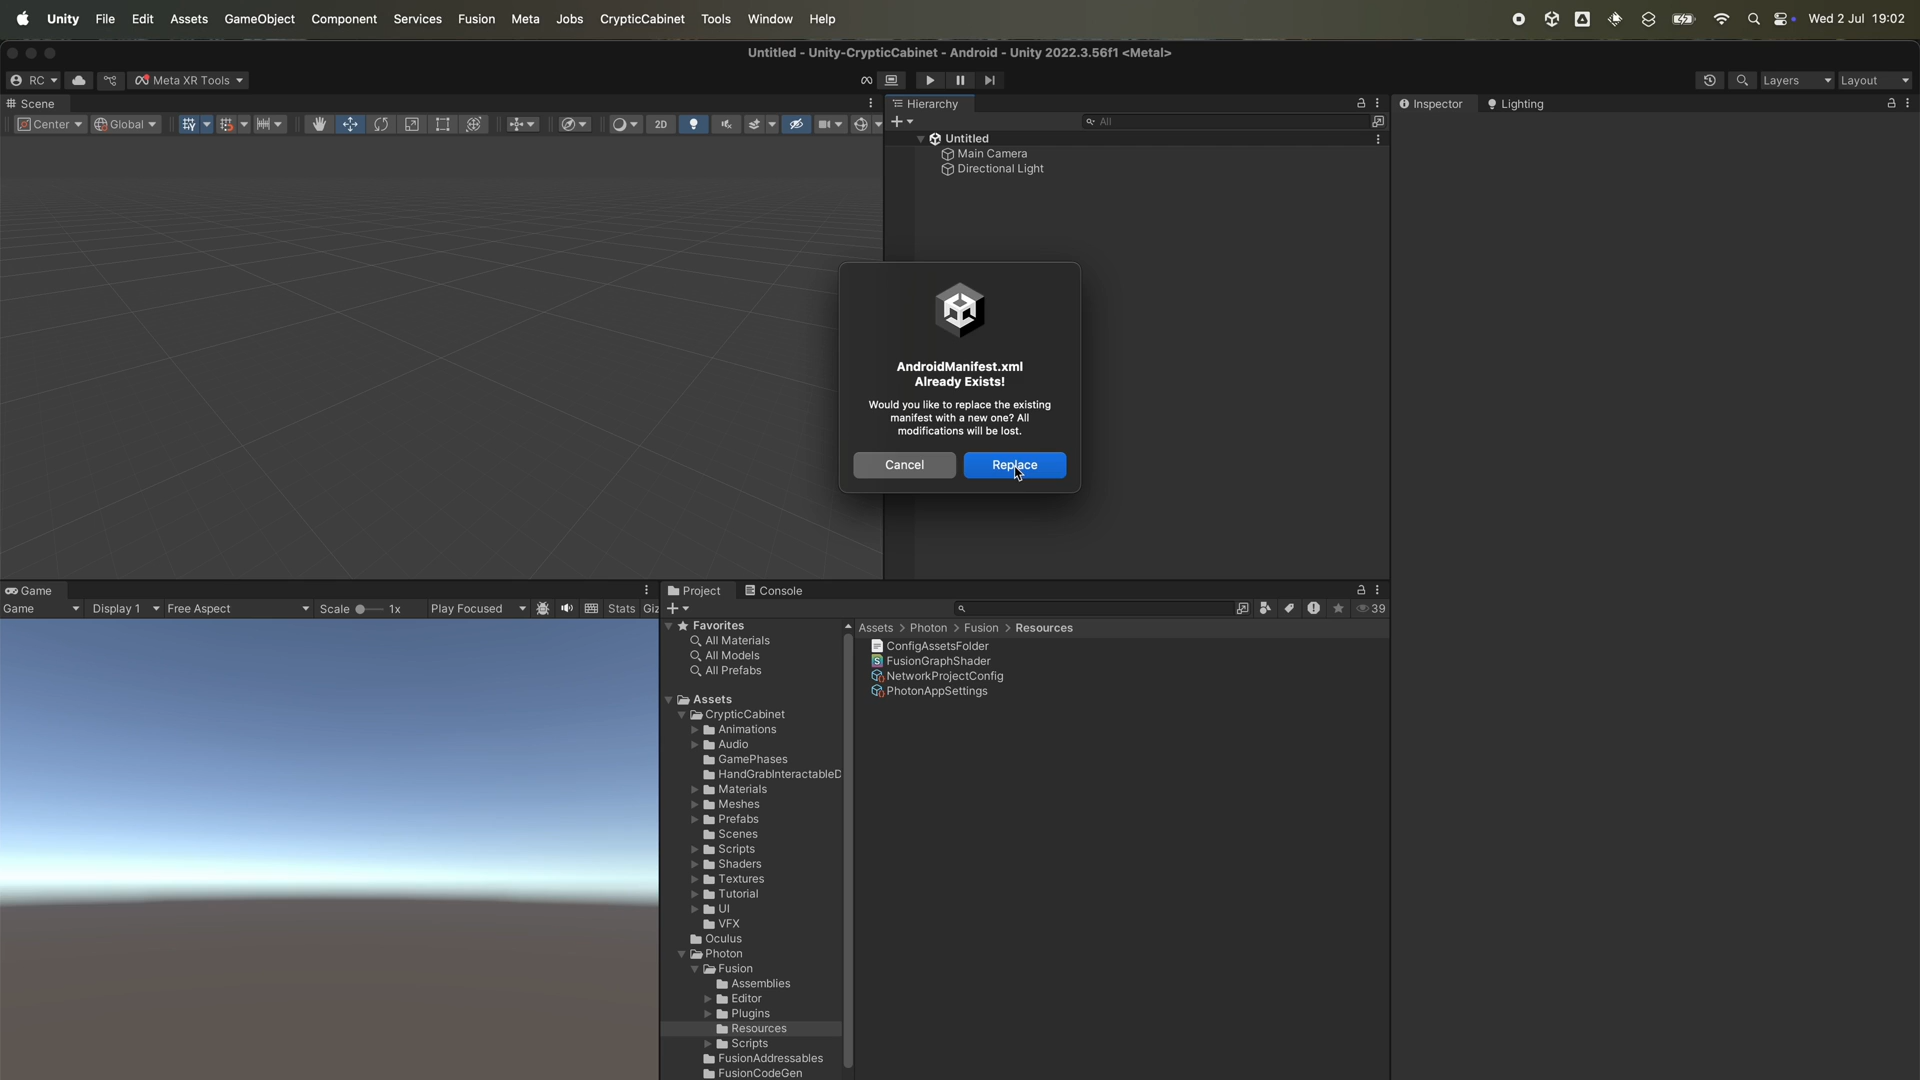 Unity File Edit Assets GameObject Component Services Fusion Meta Jobs CrypticCabinet Tools Window Help Wed 2 Jul 19:02
Untitled - Unity-CrypticCabinet - Android - Unity 2022.3.56f1 <Metal>
RC Meta XR Tools Layers Layout
Scene
Center Global 2D
Hierarchy
All
Untitled
Main Camera
Directional Light
Inspector Lighting
AndroidManifest.xml
Already Exists!
Would you like to replace the existing
manifest with a new one? All
modifications will be lost.
Cancel Replace
Game
Game Display 1 Free Aspect Scale 1x Play Focused Stats Giz
Project Console
39
Favorites
All Materials
All Models
All Prefabs
Assets
CrypticCabinet
Animations
Audio
GamePhases
HandGrabInteractableD
Materials
Meshes
Prefabs
Scenes
Scripts
Shaders
Textures
Tutorial
UI
VFX
Oculus
Photon
Fusion
Assemblies
Editor
Plugins
Resources
Scripts
FusionAddressables
FusionCodeGen
Assets > Photon > Fusion > Resources
ConfigAssetsFolder
FusionGraphShader
NetworkProjectConfig
PhotonAppSettings